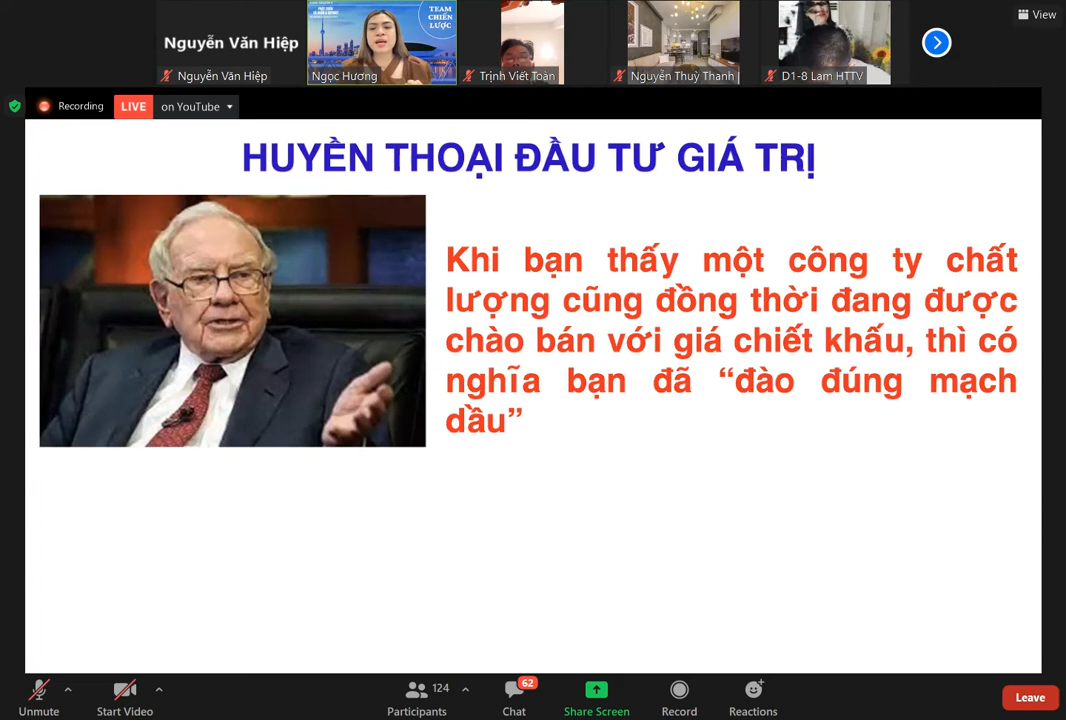 Nguyễn Văn Hiệp
TEAM
CHIẾN
LƯỢC
View
Nguyễn Văn Hiệp
Ngọc Hương
Trịnh Viết Toàn
Nguyễn Thuỳ Thanh
D1-8 Lam HTTV
Recording
LIVE
on YouTube
HUYỀN THOẠI ĐẦU TƯ GIÁ TRỊ
Khi bạn thấy một công ty chất
lượng cũng đồng thời đang được
chào bán với giá chiết khấu, thì có
nghĩa bạn đã “đào đúng mạch
dầu”
124
62
Unmute
Start Video
Participants
Chat
Share Screen
Record
Reactions
Leave